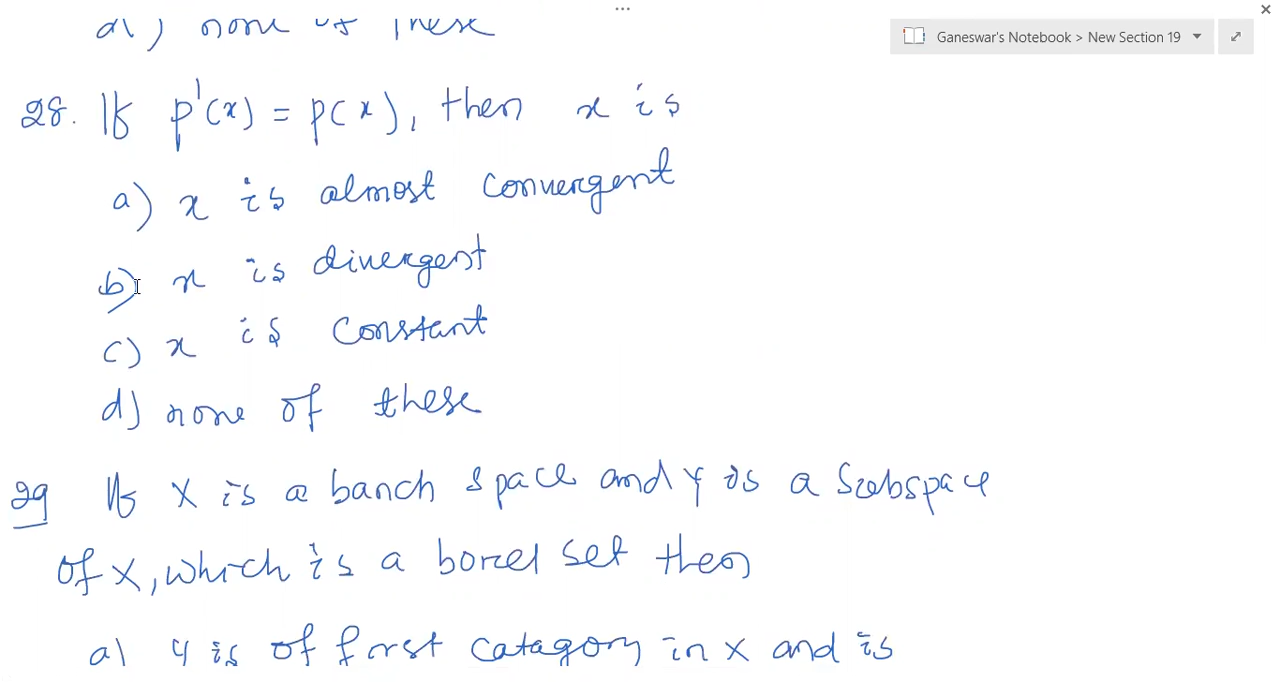 d) none of these
Ganeswar's Notebook > New Section 19
28. If p'(x) = p(x), then x is
a) x is almost convergent
b) x is divergent
c) x is constant
d) none of these
29 If X is a banch space and Y is a Subspace
of X, which is a borel set then
a) Y is of first catagory in X and is